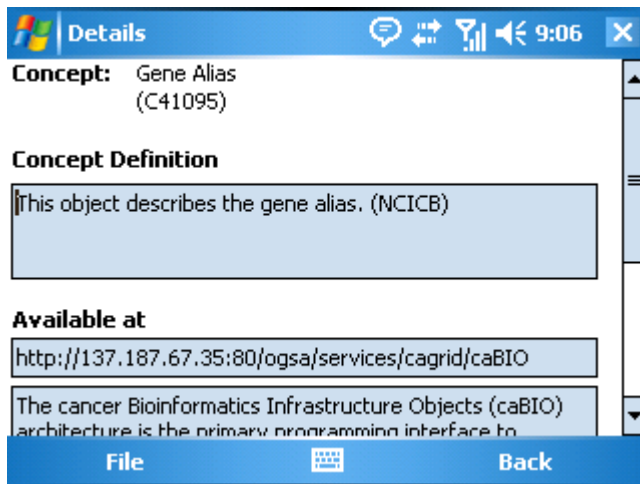 Details 9:06
Concept: Gene Alias
(C41095)
Concept Definition
This object describes the gene alias. (NCICB)
Available at
http://137.187.67.35:80/ogsa/services/cagrid/caBIO
The cancer Bioinformatics Infrastructure Objects (caBIO)
architecture is the primary programming interface to
File Back